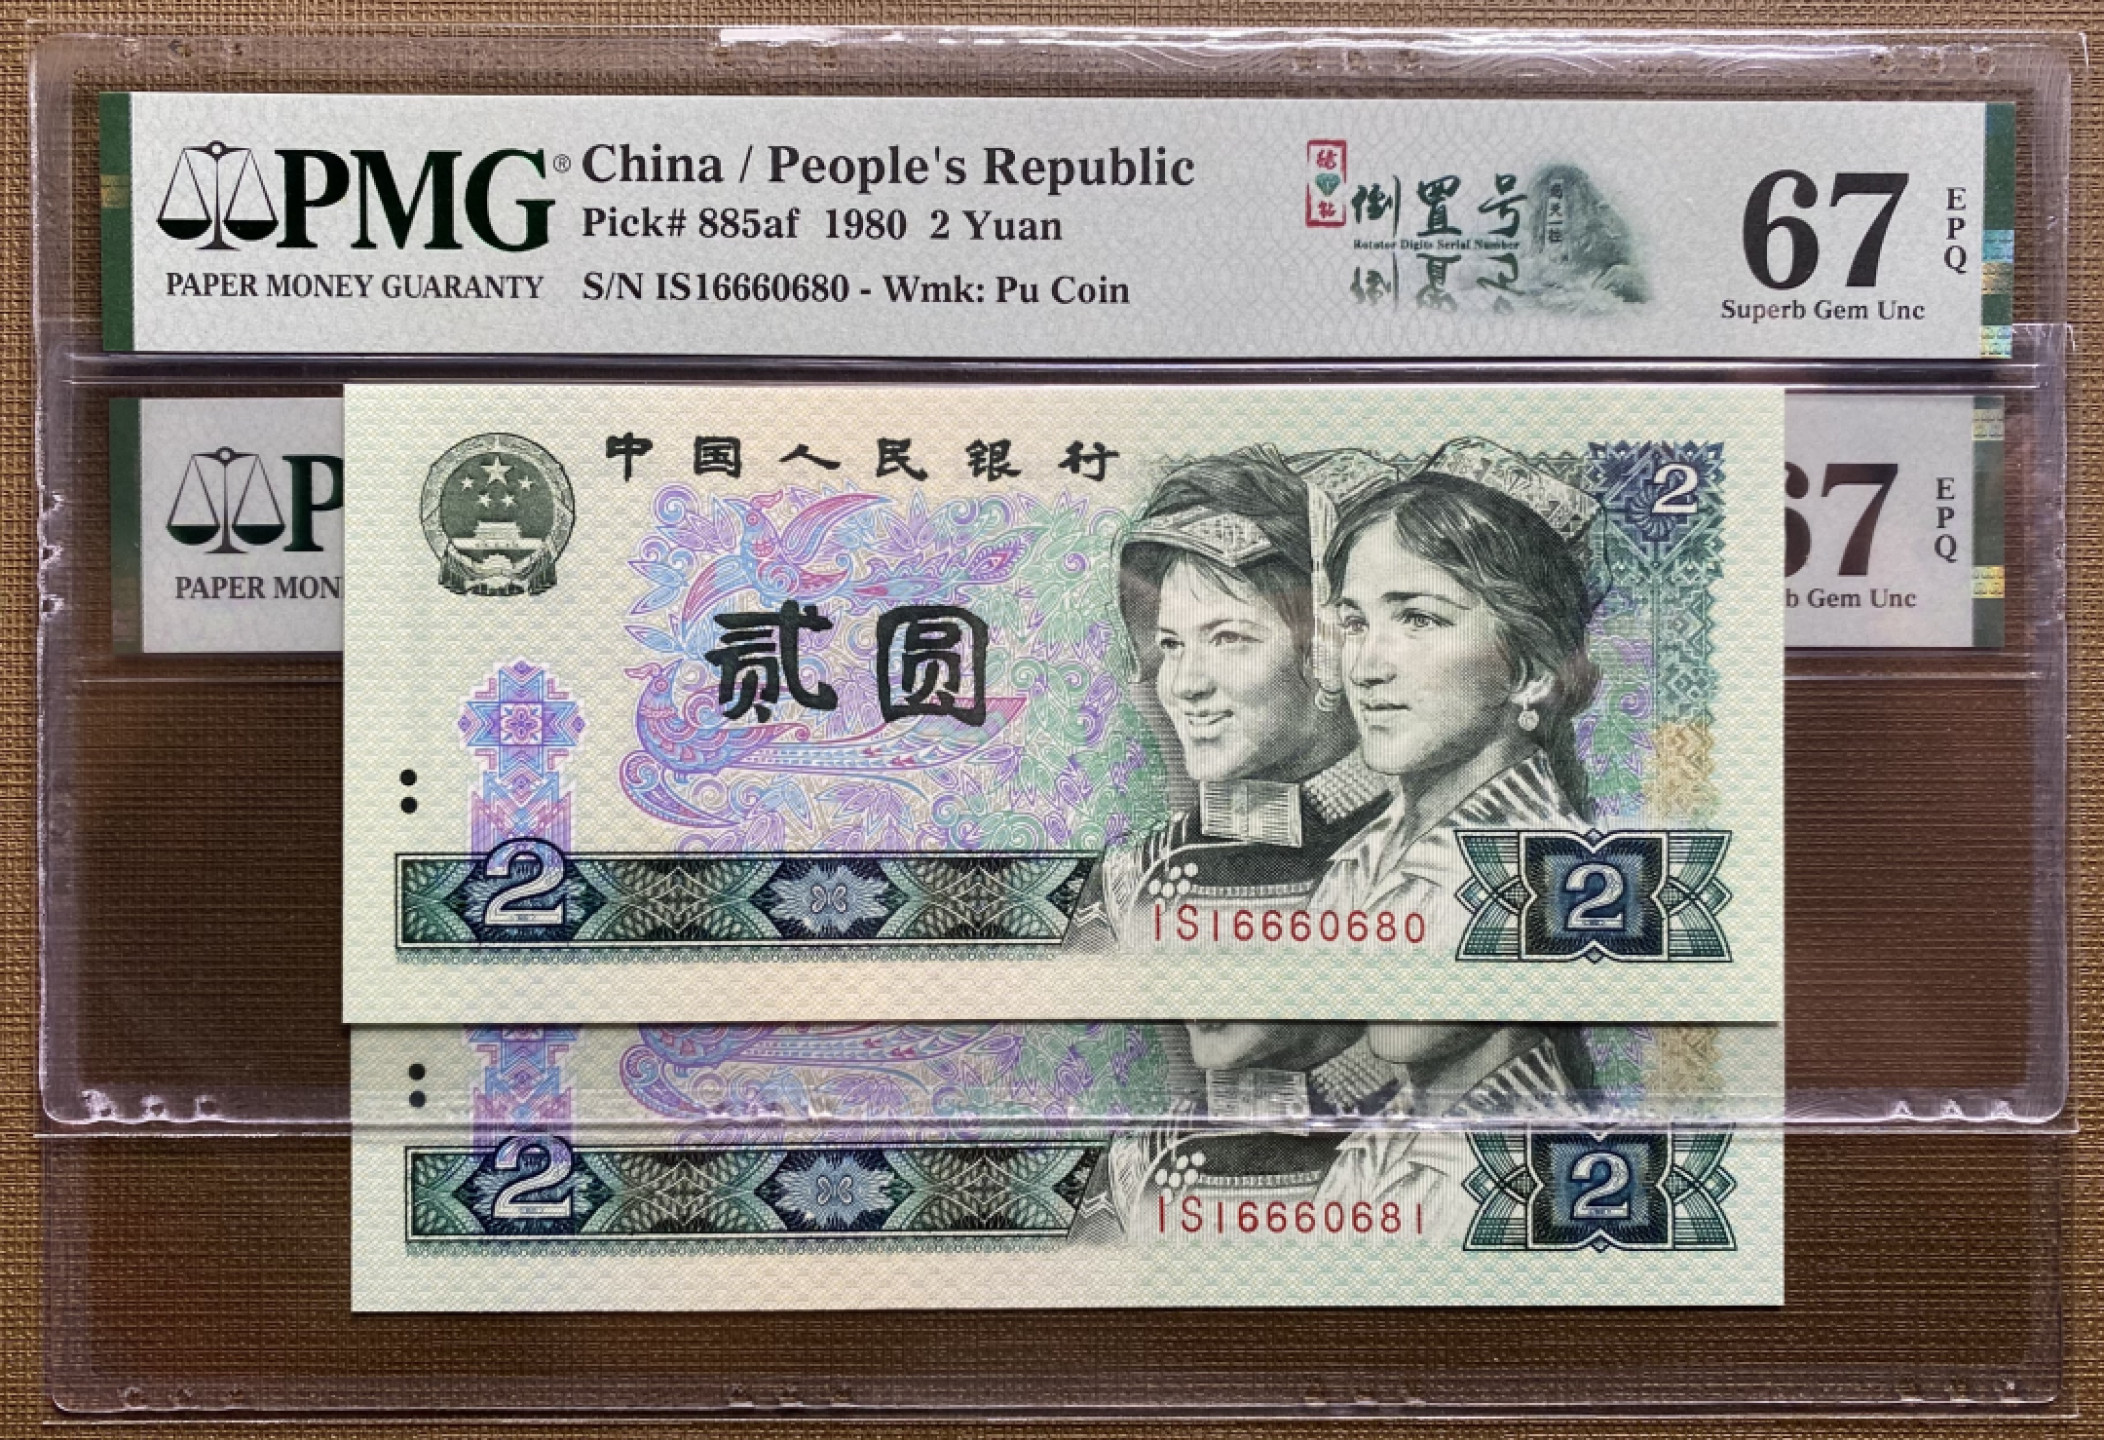 PMG® China / People's Republic
Pick# 885af 1980 2 Yuan
PAPER MONEY GUARANTY
S/N IS16660680 - Wmk: Pu Coin
倒置号
Rotator Digits Serial Number
67
EPQ
Superb Gem Unc
P
PAPER MON
67
EPQ
b Gem Unc
中国人民银行
2
贰圆
2
IS16660680
2
2
IS16660681
2